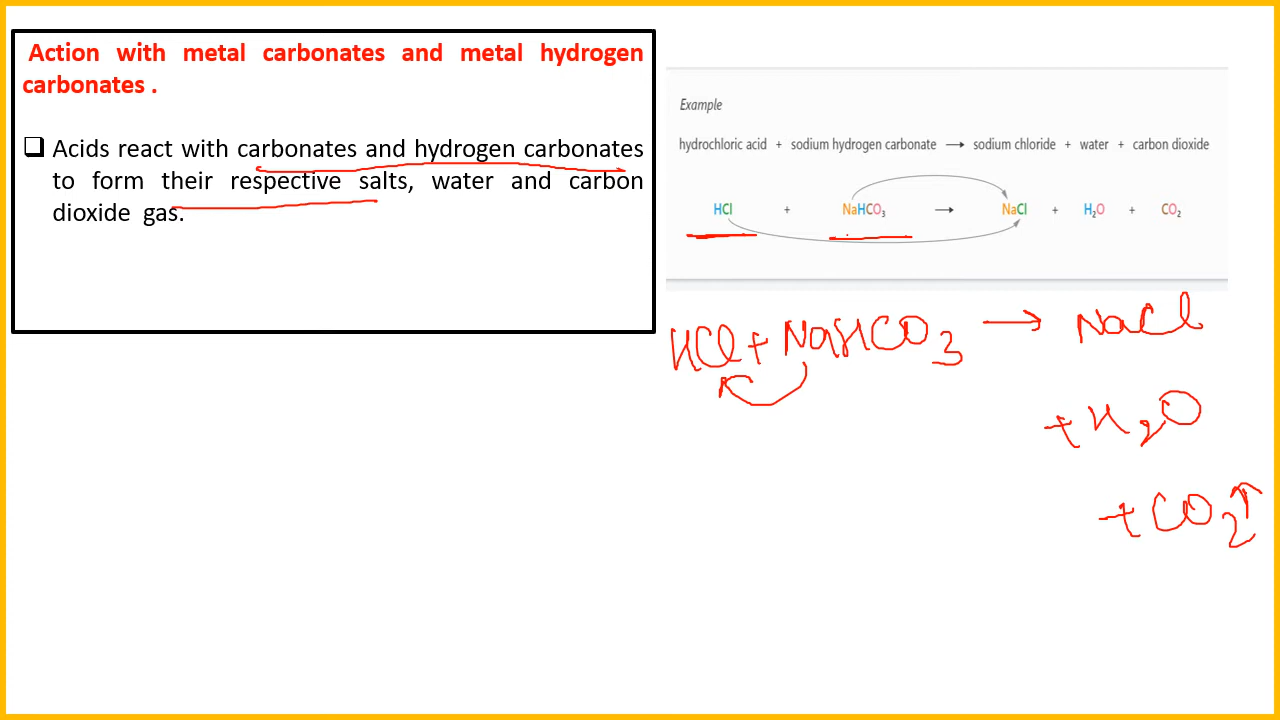 Action with metal carbonates and metal hydrogen
carbonates .
Acids react with carbonates and hydrogen carbonates
to form their respective salts, water and carbon
dioxide gas.
Example
hydrochloric acid + sodium hydrogen carbonate ⟶ sodium chloride + water + carbon dioxide
HCl + NaHCO₃ ⟶ NaCl + H₂O + CO₂
HCl + NaHCO₃ → NaCl
+ H₂O
+ CO₂↑